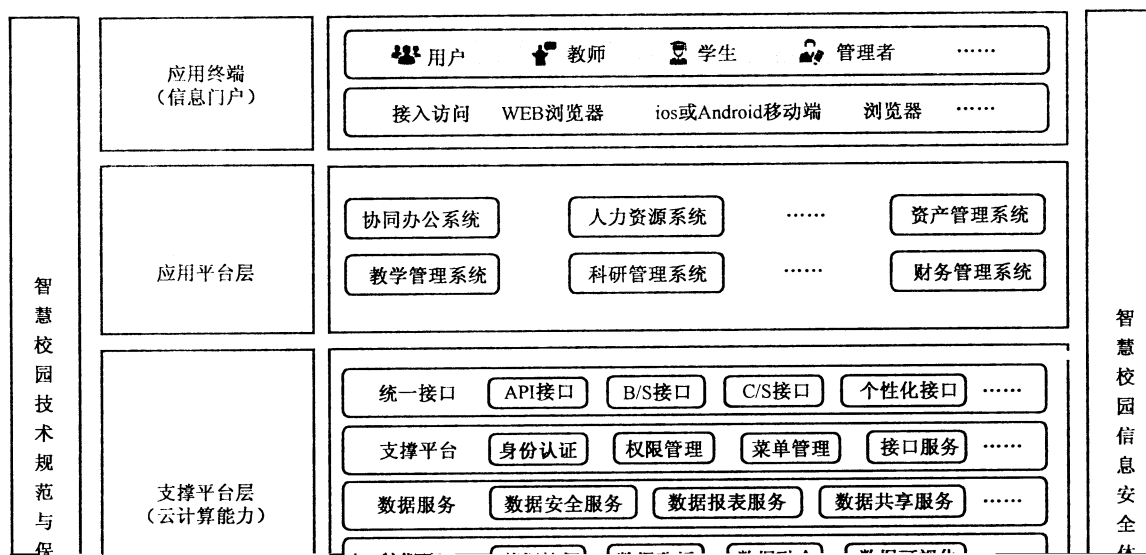 智慧校园技术规范与保
应用终端
（信息门户）
用户 教师 学生 管理者 ……
接入访问 WEB浏览器 ios或Android移动端 浏览器 ……
应用平台层
协同办公系统 人力资源系统 …… 资产管理系统
教学管理系统 科研管理系统 …… 财务管理系统
支撑平台层
（云计算能力）
统一接口 API接口 B/S接口 C/S接口 个性化接口 ……
支撑平台 身份认证 权限管理 菜单管理 接口服务 ……
数据服务 数据安全服务 数据报表服务 数据共享服务 ……
智慧校园信息安全体